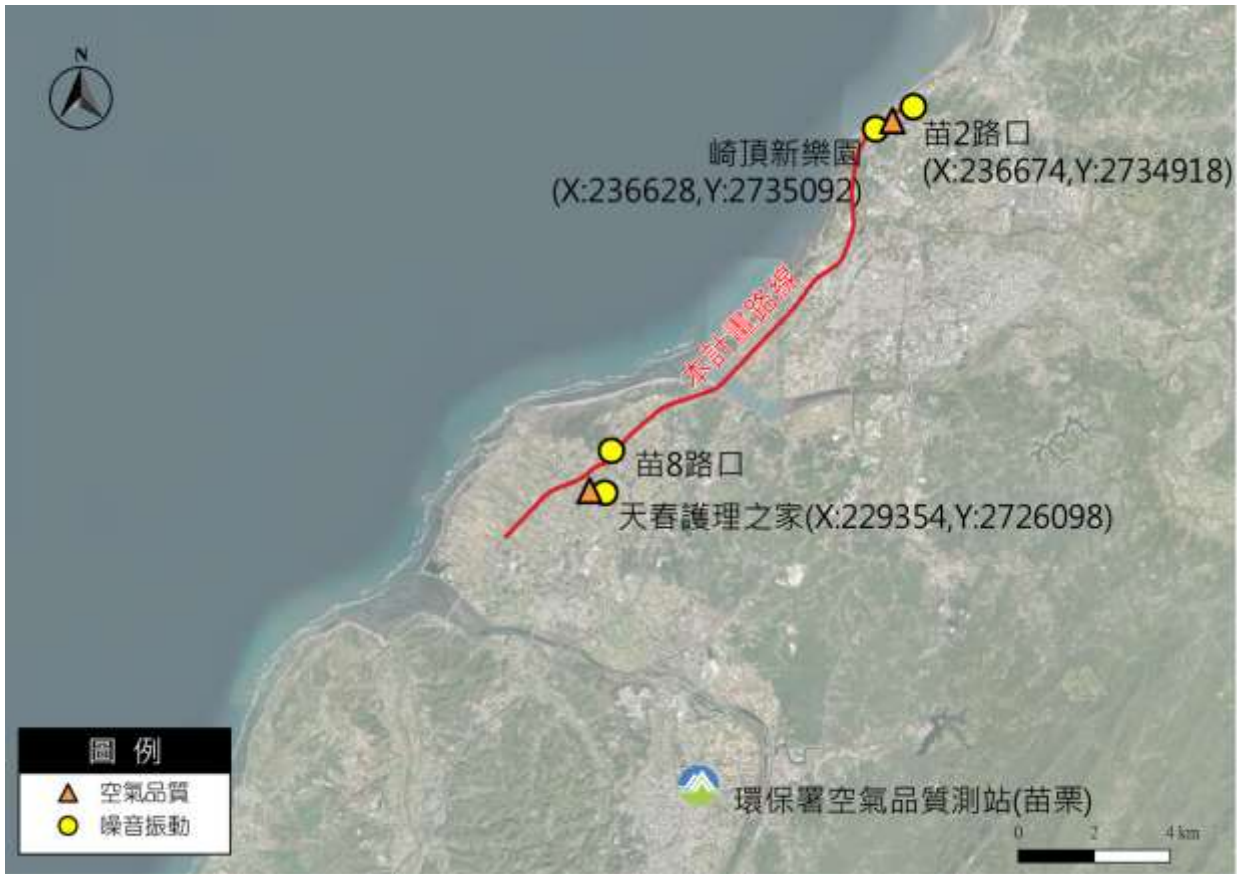 N
苗2路口
(X:236674,Y:2734918)
崎頂新樂園
(X:236628,Y:2735092)
本計畫路線
苗8路口
天春護理之家(X:229354,Y:2726098)
圖 例
空氣品質
噪音振動
環保署空氣品質測站(苗栗)
0 2 4 km